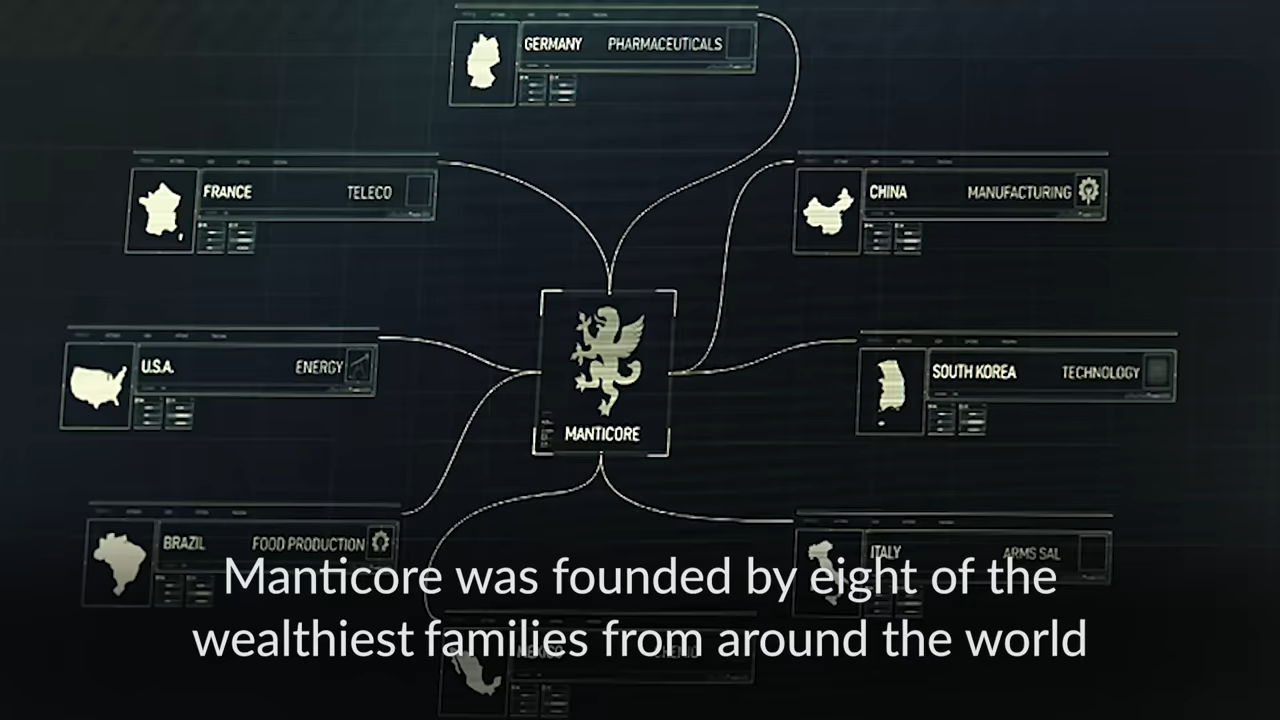 GERMANY PHARMACEUTICALS
FRANCE TELECO
CHINA MANUFACTURING
U.S.A. ENERGY
SOUTH KOREA TECHNOLOGY
MANTICORE
BRAZIL FOOD PRODUCTION
ITALY ARMS SAL
Manticore was founded by eight of the
wealthiest families from around the world
MEXICO